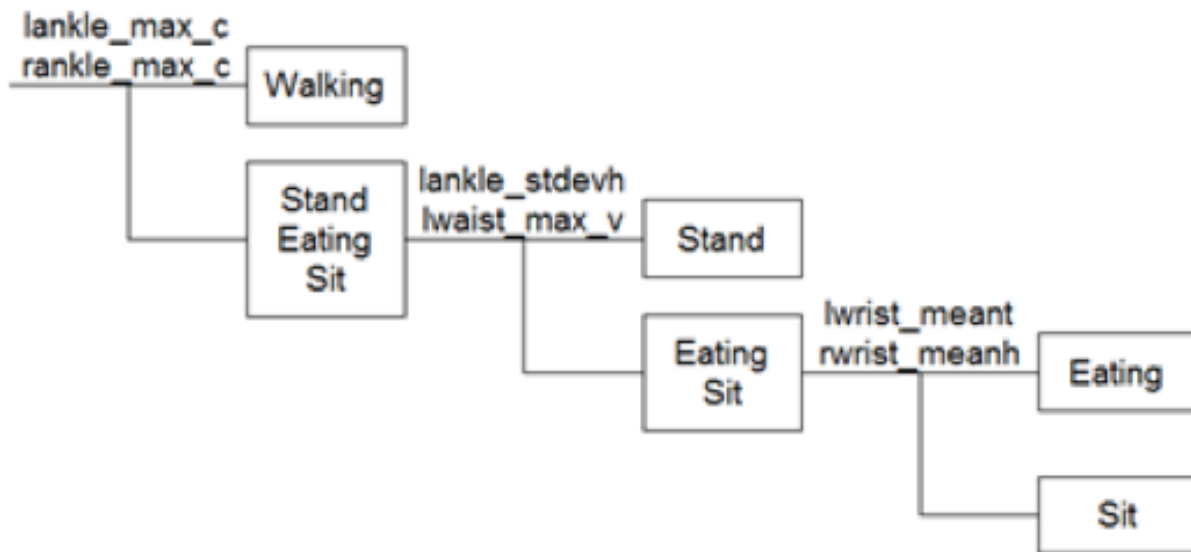 lankle_max_c
rankle_max_c
Walking
Stand
Eating
Sit
lankle_stdevh
lwaist_max_v
Stand
Eating
Sit
lwrist_meant
rwrist_meanh
Eating
Sit